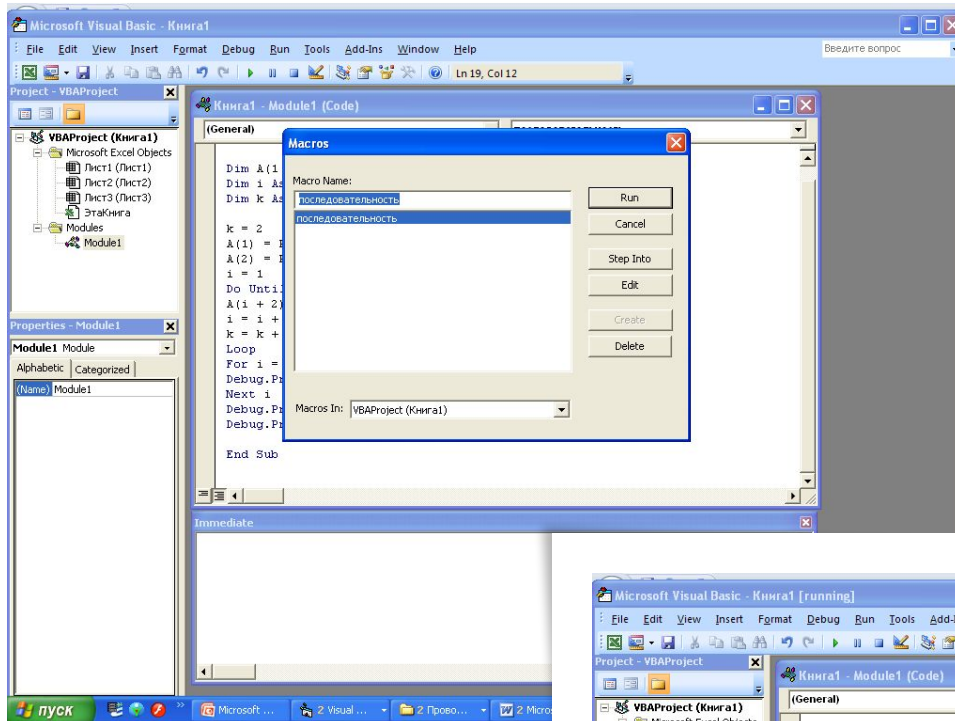 Microsoft Visual Basic - Книга1
File Edit View Insert Format Debug Run Tools Add-Ins Window Help
Введите вопрос
Ln 19, Col 12
Project - VBAProject
VBAProject (Книга1)
Microsoft Excel Objects
Лист1 (Лист1)
Лист2 (Лист2)
Лист3 (Лист3)
ЭтаКнига
Modules
Module1
Properties - Module1
Module1 Module
Alphabetic Categorized
(Name) Module1
Книга1 - Module1 (Code)
(General)
Dim A(1
Dim i As
Dim k As
k = 2
A(1) =
A(2) =
i = 1
Do Until
A(i + 2)
i = i +
k = k +
Loop
For i =
Debug.Pr
Next i
Debug.Pr
Debug.Pr
End Sub
Macros
Macro Name:
последовательность
последовательность
Run
Cancel
Step Into
Edit
Create
Delete
Macros In: VBAProject (Книга1)
Immediate
пуск
Microsoft ...
2 Visual ...
2 Прово...
2 Micro
Microsoft Visual Basic - Книга1 [running]
File Edit View Insert Format Debug Run Tools Add-I
Project - VBAProject
VBAProject (Книга1)
Microsoft Excel Objects
Книга1 - Module1 (Code)
(General)